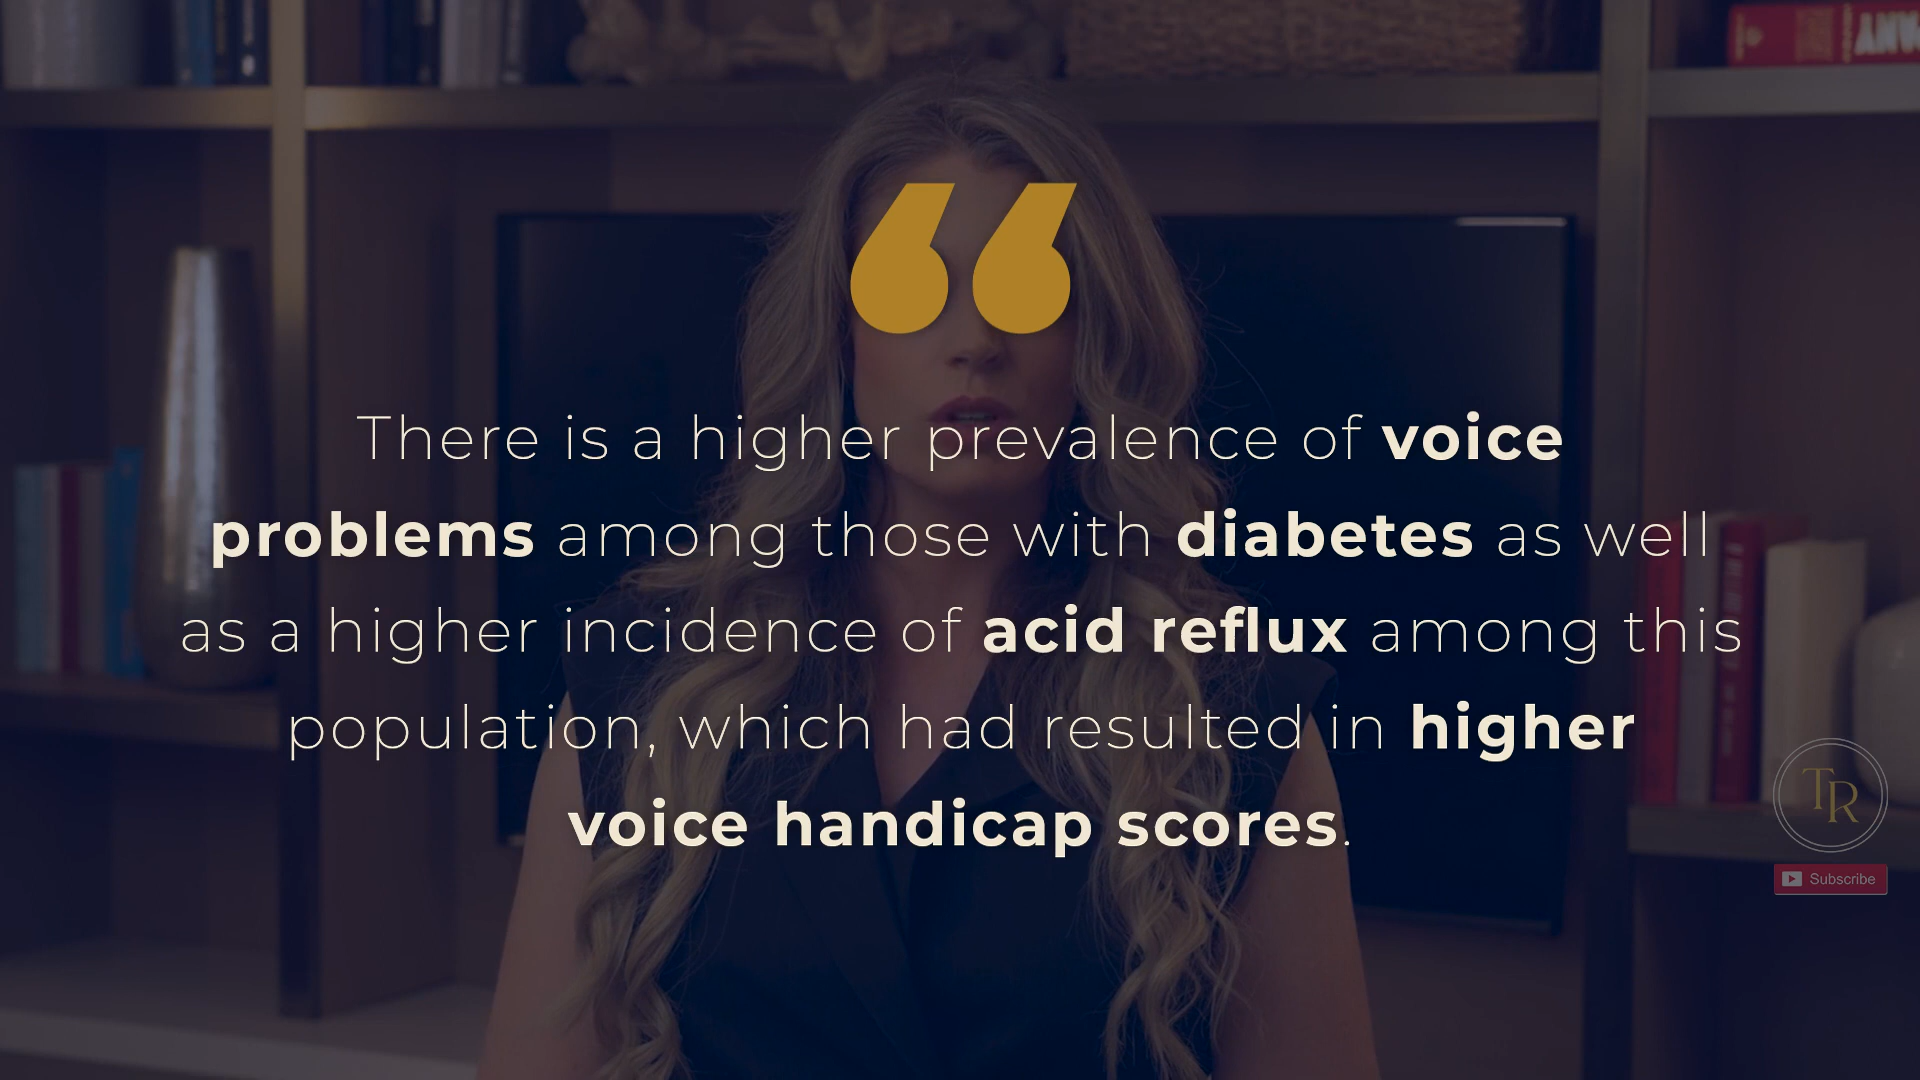 “
There is a higher prevalence of voice
problems among those with diabetes as well
as a higher incidence of acid reflux among this
population, which had resulted in higher
voice handicap scores.
TR
Subscribe